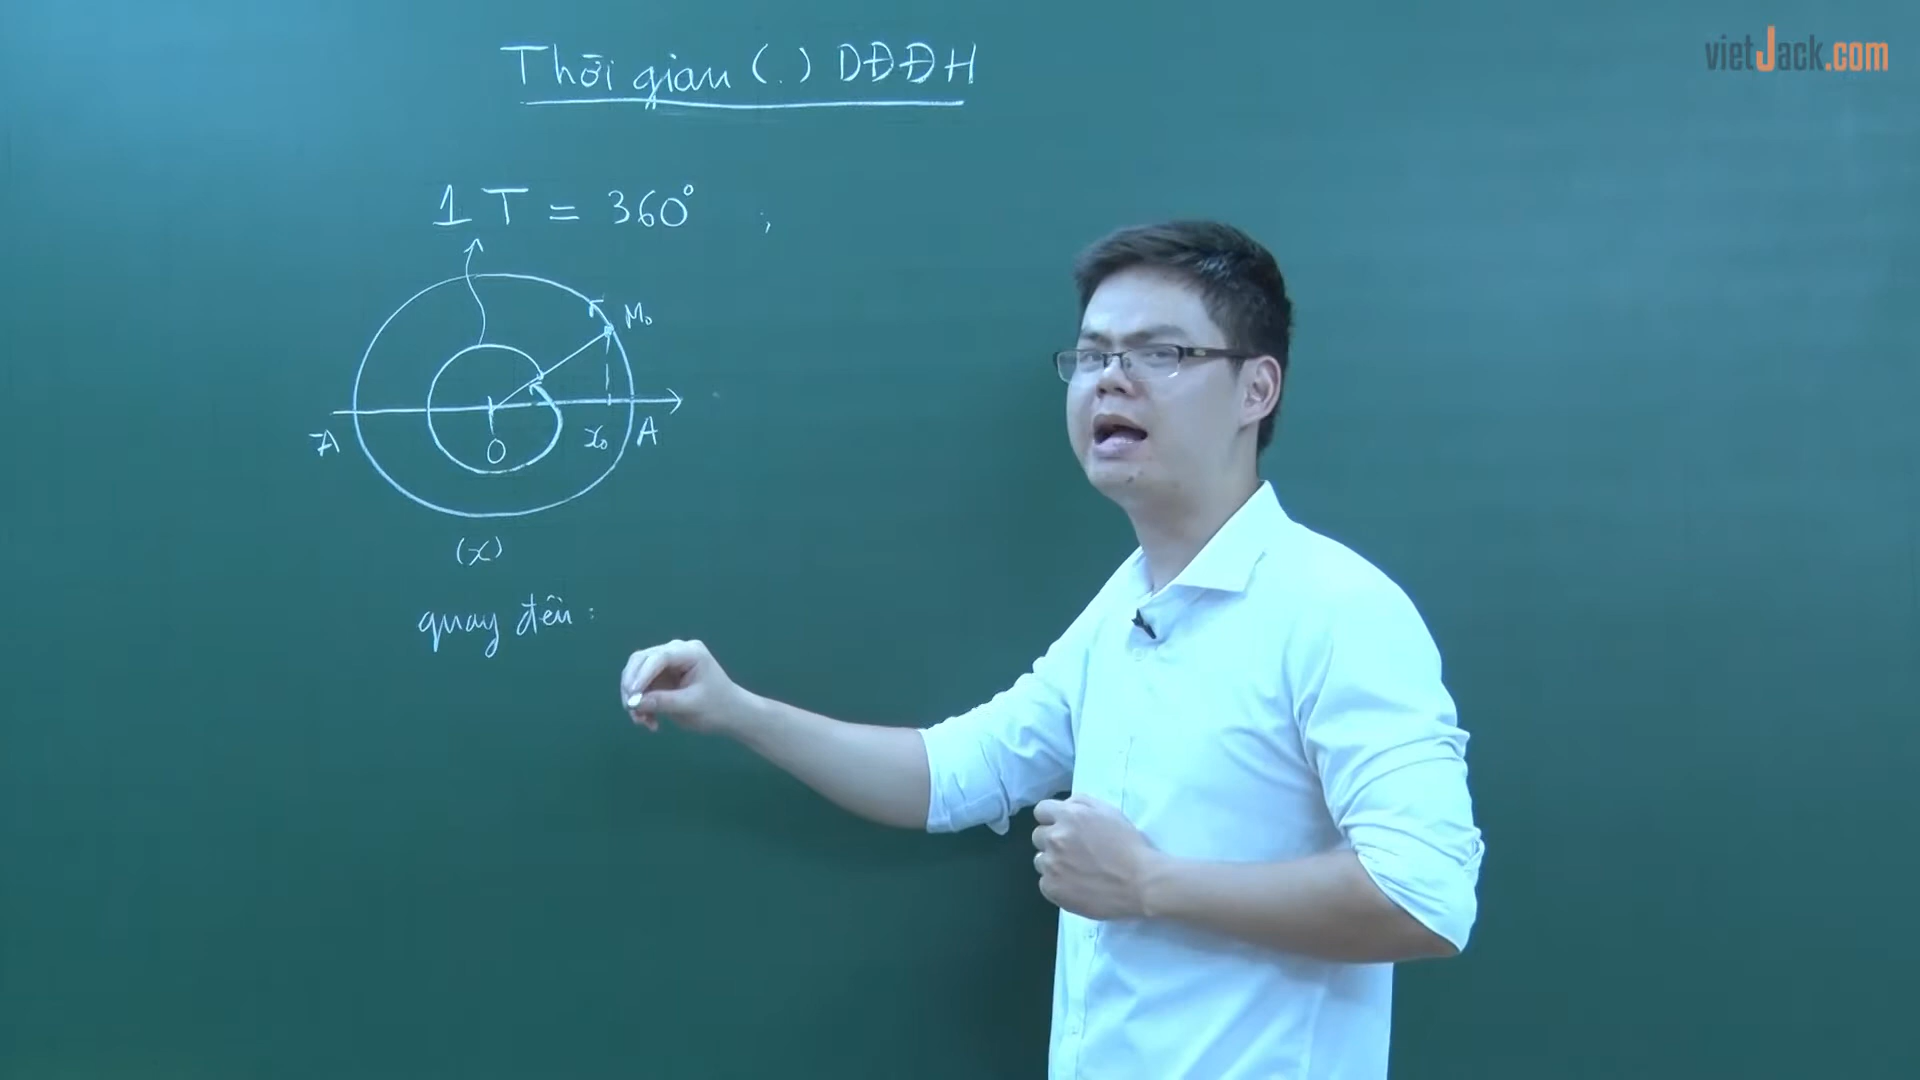 Thời gian (.) DĐĐH
vietJack.com
1T = 360° ;
M₀
-A
O
x₀
A
(x)
quay đều :